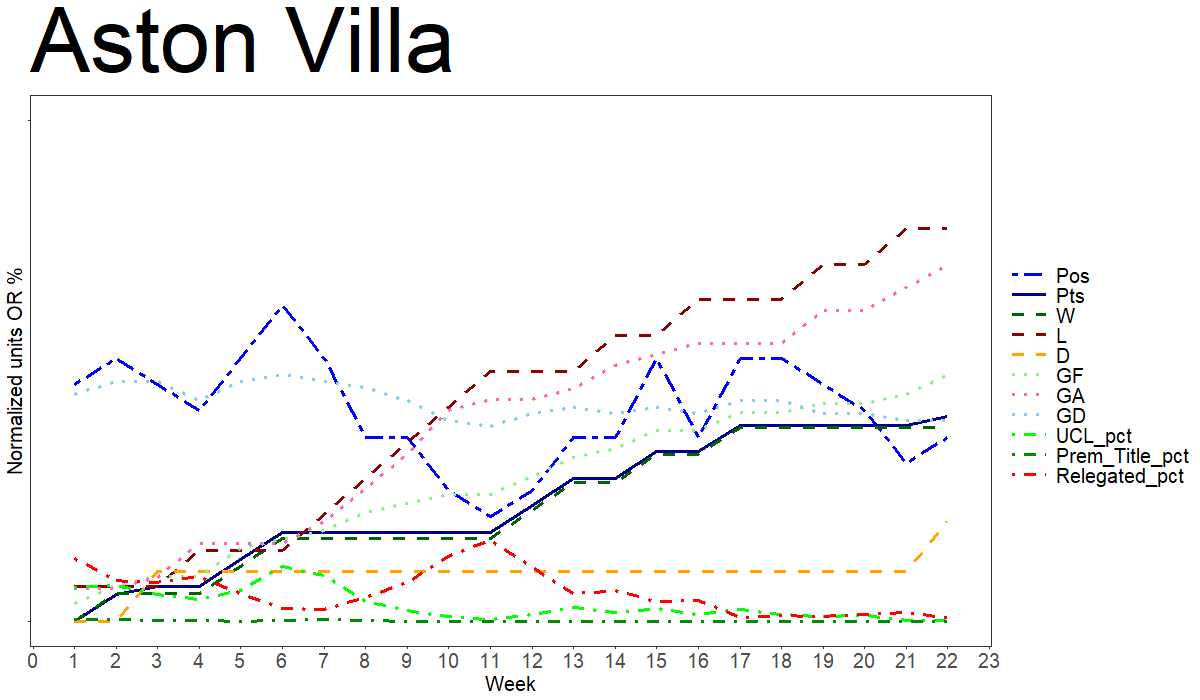 Aston Villa
Normalized units OR %
0 1 2 3 4 5 6 7 8 9 10 11 12 13 14 15 16 17 18 19 20 21 22 23
Week
Pos
Pts
W
L
D
GF
GA
GD
UCL_pct
Prem_Title_pct
Relegated_pct